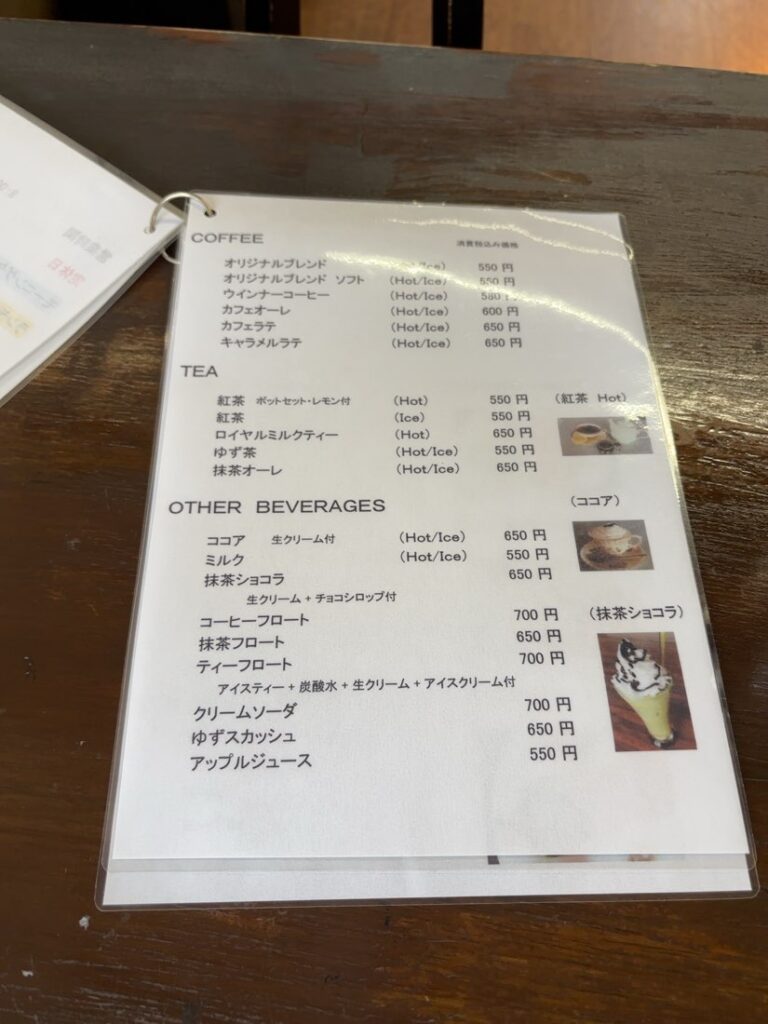 COFFEE 消費税込み価格
オリジナルブレンド (Hot/Ice) 550 円
オリジナルブレンド ソフト (Hot/Ice) 550 円
ウインナーコーヒー (Hot/Ice) 580 円
カフェオーレ (Hot/Ice) 600 円
カフェラテ (Hot/Ice) 650 円
キャラメルラテ (Hot/Ice) 650 円
TEA
紅茶 ポットセット・レモン付 (Hot) 550 円 (紅茶 Hot)
紅茶 (Ice) 550 円
ロイヤルミルクティー (Hot) 650 円
ゆず茶 (Hot/Ice) 550 円
抹茶オーレ (Hot/Ice) 650 円
OTHER BEVERAGES (ココア)
ココア 生クリーム付 (Hot/Ice) 650 円
ミルク (Hot/Ice) 550 円
抹茶ショコラ 650 円
生クリーム + チョコシロップ付
コーヒーフロート 700 円 (抹茶ショコラ)
抹茶フロート 650 円
ティーフロート 700 円
アイスティー + 炭酸水 + 生クリーム + アイスクリーム付
クリームソーダ 700 円
ゆずスカッシュ 650 円
アップルジュース 550 円